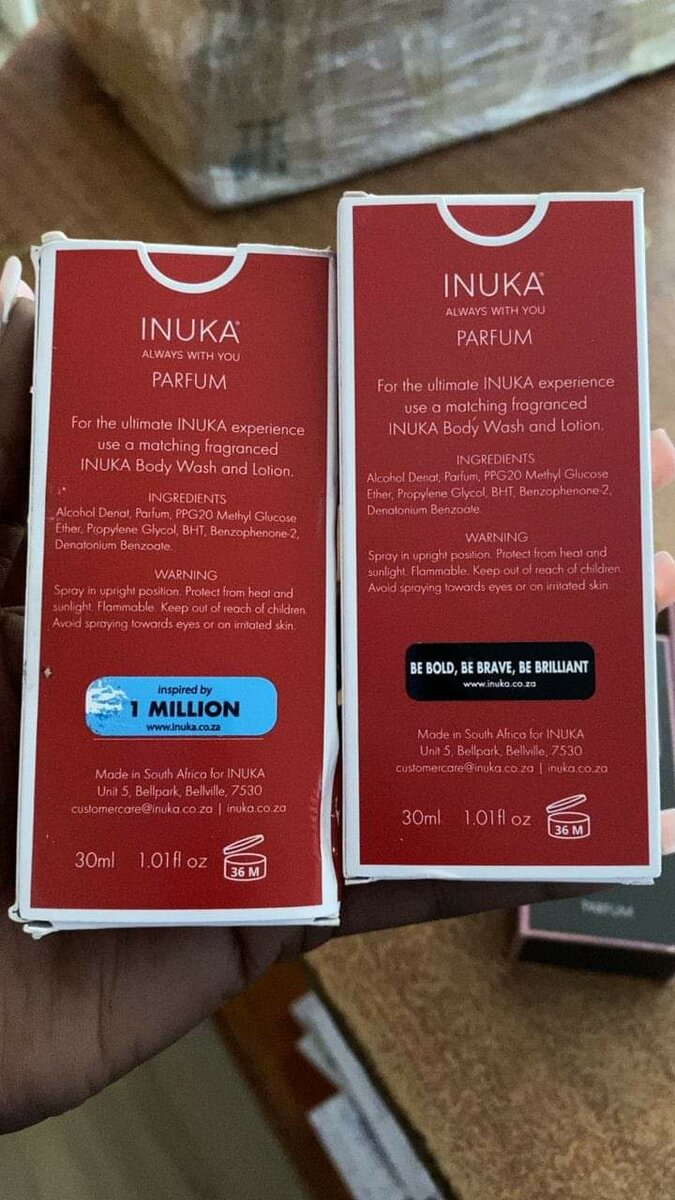 INUKA®
ALWAYS WITH YOU
PARFUM
For the ultimate INUKA experience
use a matching fragranced
INUKA Body Wash and Lotion.
INGREDIENTS
Alcohol Denat, Parfum, PPG20 Methyl Glucose
Ether, Propylene Glycol, BHT, Benzophenone-2,
Denatonium Benzoate.
WARNING
Spray in upright position. Protect from heat and
sunlight. Flammable. Keep out of reach of children.
Avoid spraying towards eyes or on irritated skin.
inspired by
1 MILLION
www.inuka.co.za
Made in South Africa for INUKA
Unit 5, Bellpark, Bellville, 7530
customercare@inuka.co.za | inuka.co.za
30ml 1.01fl oz 36 M
INUKA®
ALWAYS WITH YOU
PARFUM
For the ultimate INUKA experience
use a matching fragranced
INUKA Body Wash and Lotion.
INGREDIENTS
Alcohol Denat, Parfum, PPG20 Methyl Glucose
Ether, Propylene Glycol, BHT, Benzophenone-2,
Denatonium Benzoate.
WARNING
Spray in upright position. Protect from heat and
sunlight. Flammable. Keep out of reach of children.
Avoid spraying towards eyes or on irritated skin.
BE BOLD, BE BRAVE, BE BRILLIANT
www.inuka.co.za
Made in South Africa for INUKA
Unit 5, Bellpark, Bellville, 7530
customercare@inuka.co.za | inuka.co.za
30ml 1.01fl oz 36 M
PARFUM